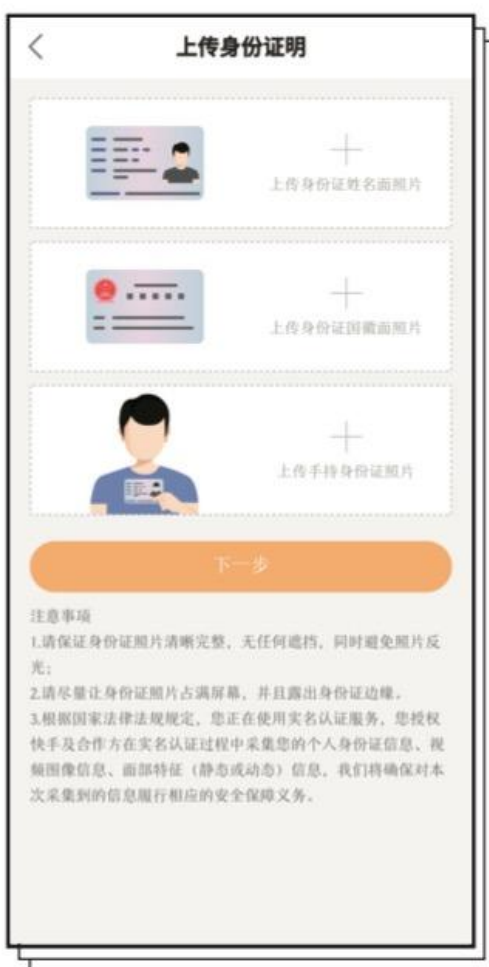 上传身份证明
上传身份证姓名面照片
上传身份证国徽面照片
上传手持身份证照片
下一步
注意事项
1.请保证身份证照片清晰完整，无任何遮挡，同时避免照片反
光；
2.请尽量让身份证照片占满屏幕，并且露出身份证边缘。
3.根据国家法律法规规定，您正在使用实名认证服务，您授权
快手及合作方在实名认证过程中采集您的个人身份证信息、视
频图像信息、面部特征（静态或动态）信息，我们将确保对本
次采集到的信息履行相应的安全保障义务。